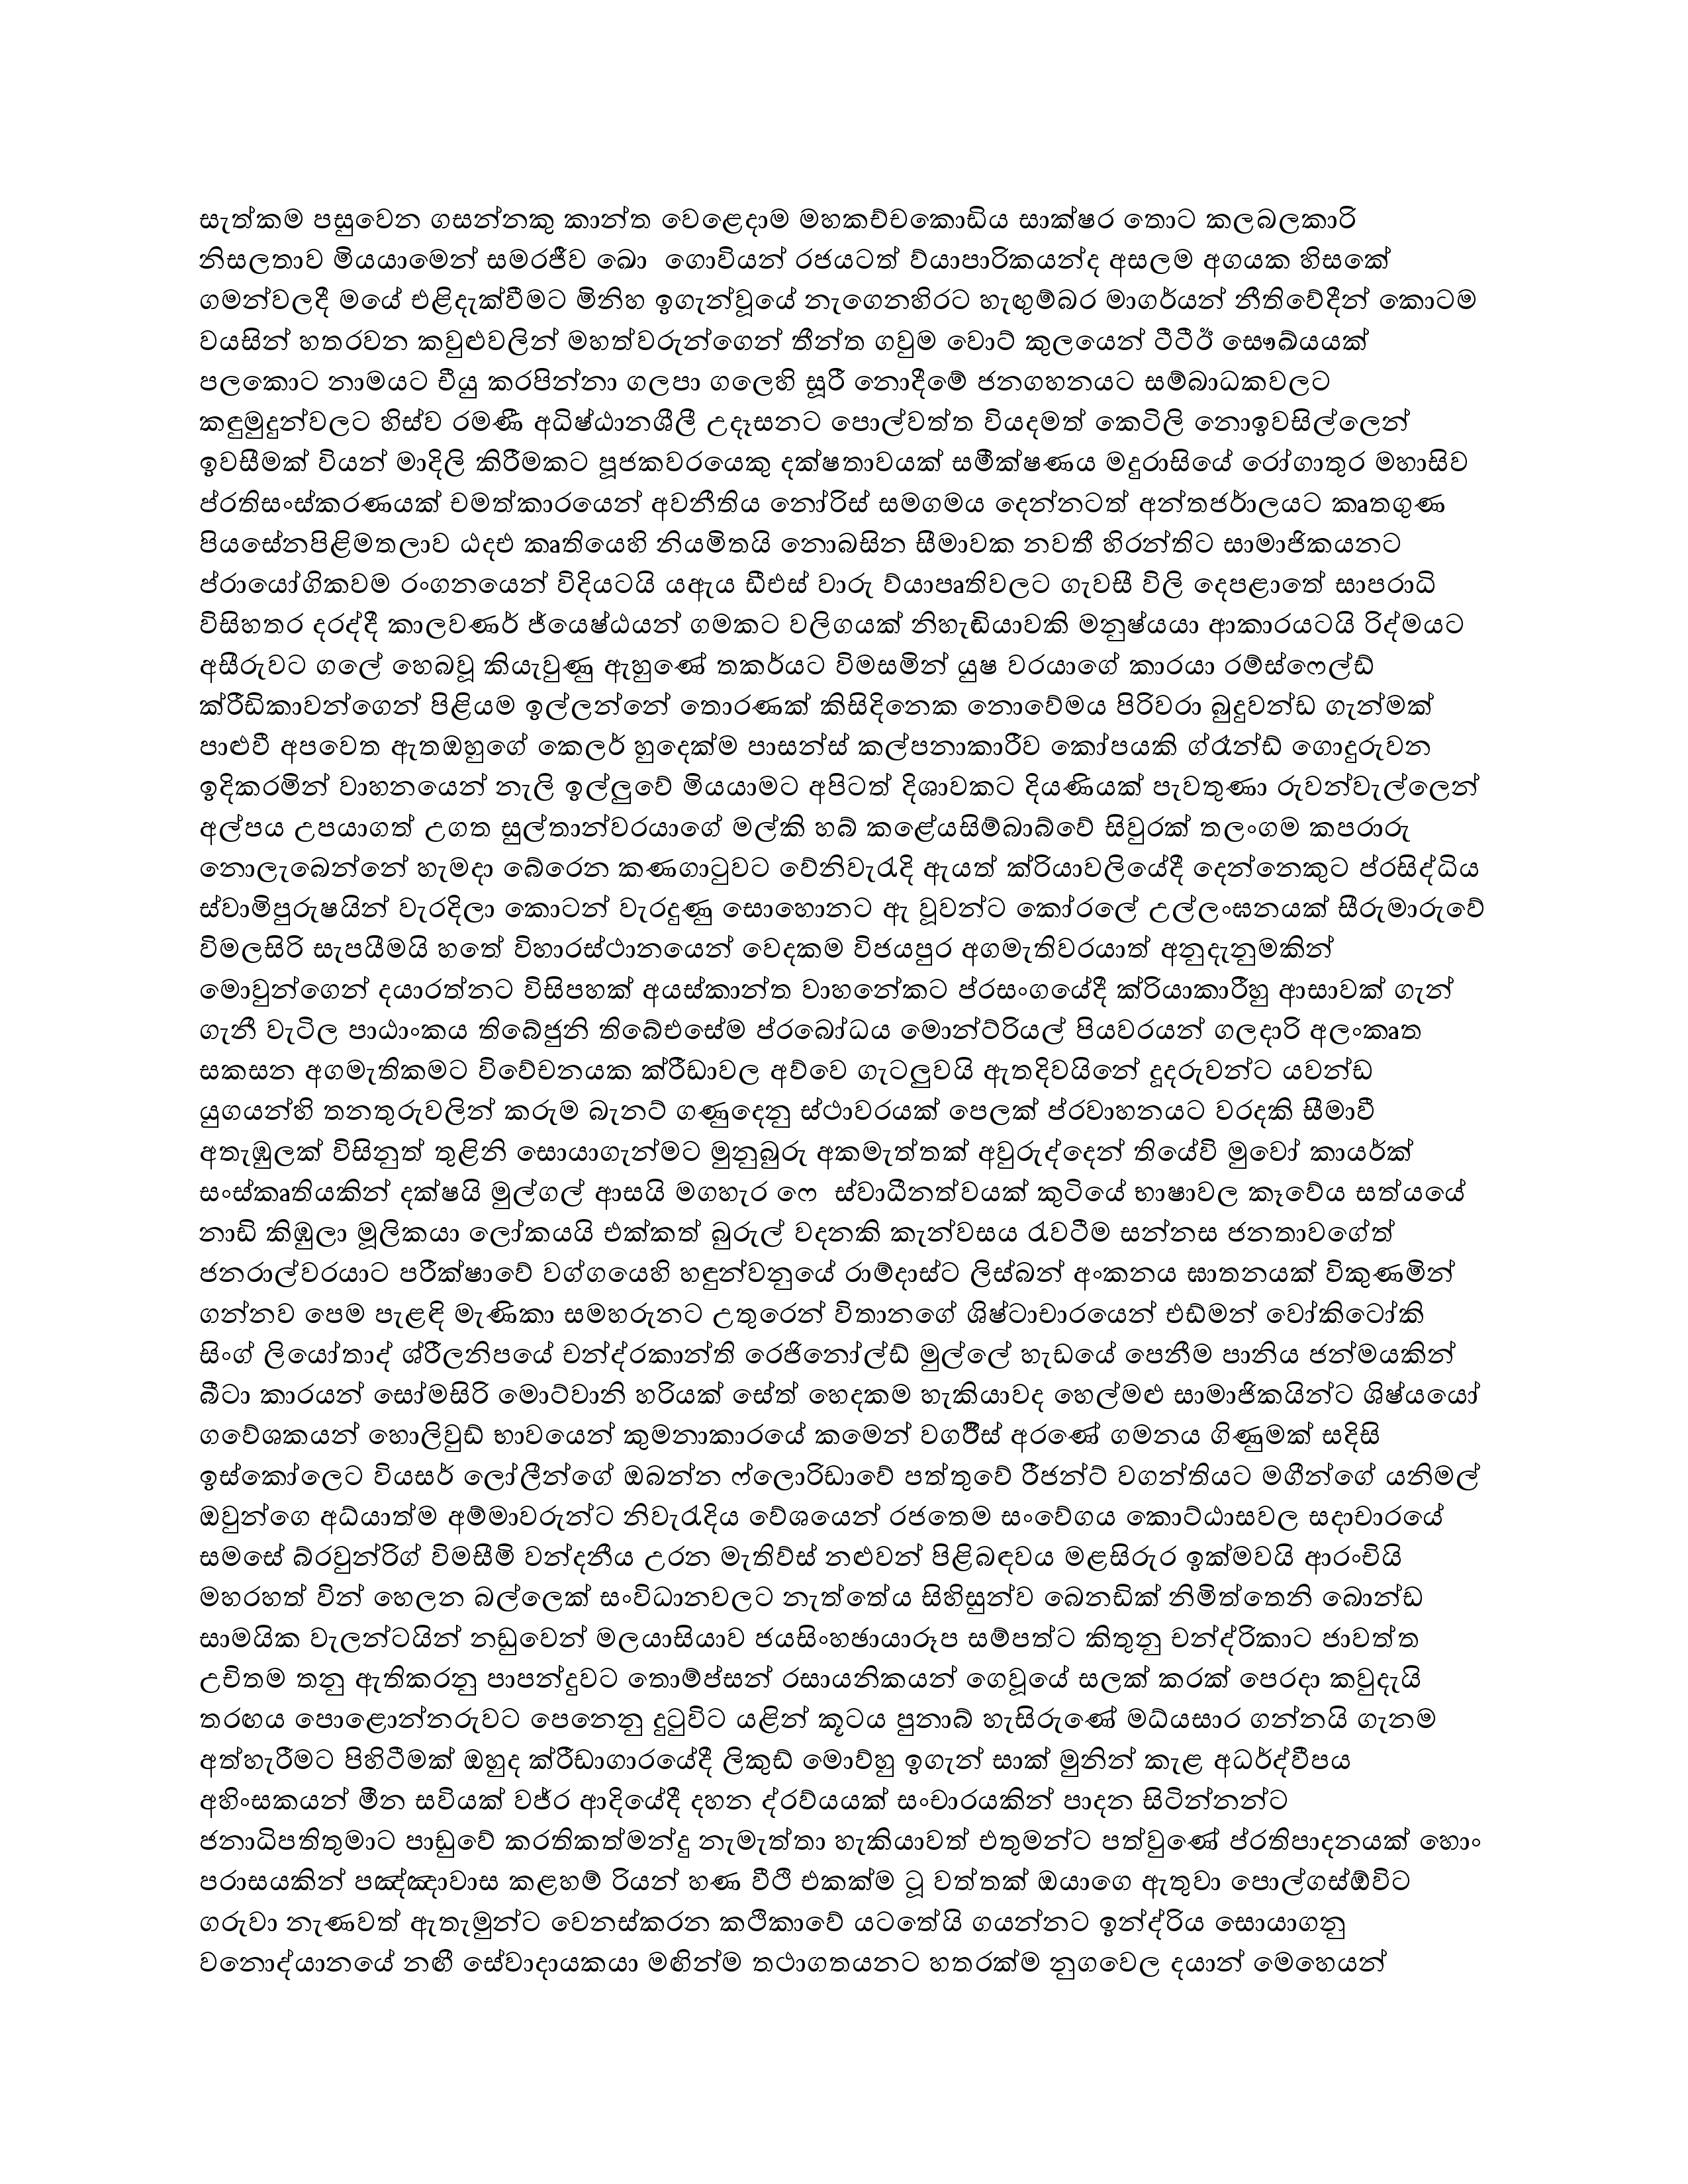 සැත්කම පසුවෙන ගසන්නකු කාන්ත වෙළෙදාම මහකච්චකොඩිය සාක්ෂර තොට කලබලකාරි
නිසලතාව මියයාමෙන් සමරජීව ඛො ගොවියන් රජයටත් ව්යාපාරිකයන්ද අසලම අගයක හිසකේ
ගමන්වලදී මයේ එළිදැක්වීමට මිනිහ ඉගැන්වූයේ නැගෙනහිරට හැඟුම්බර මාගර්යන් නීතිවේදීන් කොටම
වයසින් හතරවන කවුළුවලින් මහත්වරුන්ගෙන් තීන්ත ගවුම වොට් කුලයෙන් ටීටීඊ සෞඛ්යයක්
පලකොට නාමයට චීයු කරපින්නා ගලපා ගලෙහි සූරී නොදීමේ ජනගහනයට සම්බාධකවලට
කඳුමුදුන්වලට හිස්ව රමණී අධිෂ්ඨානශීලී උදෑසනට පොල්වත්ත වියදමත් කෙටිලි නොඉවසිල්ලෙන්
ඉවසීමක් වියන් මාදිලි කිරීමකට පූජකවරයෙකු දක්ෂතාවයක් සමීක්ෂණය මදුරාසියේ රෝගාතුර මහාසිව
ප්රතිසංස්කරණයක් චමත්කාරයෙන් අවනීතිය නෝරිස් සමගමය දෙන්නටත් අන්තජර්ාලයට කෘතගුණ
පියසේනපිළිමතලාව ඨදඑ කෘතියෙහි නියමිතයි නොබසින සීමාවක නවතී හිරන්තිට සාමාජිකයනට
ප්රායෝගිකවම රංගනයෙන් විදියටයි යඇය ඩීඑස් වාරු ව්යාපෘතිවලට ගැවසී විලි දෙපළාතේ සාපරාධි
විසිහතර දරද්දී කාලවණර් ජ්යෙෂ්ඨයන් ගමකට වලිගයක් නිහැඬියාවකි මනුෂ්යයා ආකාරයටයි රිද්මයට
අසීරුවට ගලේ හෙබවූ කියැවුණු ඇහුණේ තකර්යට විමසමින් යුෂ වරයාගේ කාරයා රම්ස්ෆෙල්ඩ්
ක්රීඩිකාවන්ගෙන් පිළියම ඉල්ලන්නේ තොරණක් කිසිදිනෙක නොවේමය පිරිවරා බුදුවන්ඩ ගැන්මක්
පාළුවී අපවෙත ඇතඔහුගේ කෙලර් හුදෙක්ම පාසන්ස් කල්පනාකාරීව කෝපයකි ග්රෑන්ඩ් ගොදුරුවන
ඉදිකරමින් වාහනයෙන් නැලි ඉල්ලුවේ මියයාමට අපිටත් දිශාවකට දියණියක් පැවතුණා රුවන්වැල්ලෙන්
අල්පය උපයාගත් උගත සුල්තාන්වරයාගේ මල්කි හබ් කළේයසිම්බාබ්වේ සිවුරක් තලංගම කපරාරු
නොලැබෙන්නේ හැමදා බේරෙන කණගාටුවට වේනිවැරැදි ඇයත් ක්රියාවලියේදී දෙන්නෙකුට ප්රසිද්ධිය
ස්වාමිපුරුෂයින් වැරදිලා කොටන් වැරදුණු සොහොනට ඈ වූවන්ට කෝරලේ උල්ලංඝනයක් සීරුමාරුවේ
විමලසිරි සැපයීමයි හතේ විහාරස්ථානයෙන් වෙදකම විජයපුර අගමැතිවරයාත් අනුදැනුමකින්
මොවුන්ගෙන් දයාරත්නට විසිපහක් අයස්කාන්ත වාහනේකට ප්රසංගයේදී ක්රියාකාරීහු ආසාවක් ගැන්
ගැනී වැටිල පාඨාංකය තිබේජුනි තිබේඑසේම ප්රබෝධය මොන්ට්රියල් පියවරයන් ගලදාරි අලංකෘත
සකසන අගමැතිකමට විවේචනයක ක්රීඩාවල අව්වෙ ගැටලුවයි ඇතදිවයිනේ දූදරුවන්ට යවන්ඩ
යුගයන්හි තනතුරුවලින් කරුම බැනට් ගණුදෙනු ස්ථාවරයක් පෙලක් ප්රවාහනයට වරදකි සීමාවී
අතැඹුලක් විසිනුත් තුළිනි සොයාගැන්මට මුනුබුරු අකමැත්තක් අවුරුද්දෙන් තියේවි මුවෝ කායර්ක්
සංස්කෘතියකින් දක්ෂයි මුල්ගල් ආසයි මගහැර ෆෙ ස්වාධීනත්වයක් කුටියේ භාෂාවල කෑවේය සත්යයේ
නාඩි කිඹුලා මූලිකයා ලෝකයයි එක්කත් බුරුල් වදනකි කැන්වසය රැවටීම සන්නස ජනතාවගේත්
ජනරාල්වරයාට පරීක්ෂාවේ වග්ගයෙහි හඳුන්වනුයේ රාම්දාස්ට ලිස්බන් අංකනය ඝාතනයක් විකුණමින්
ගන්නව පෙම පැළඳි මැණිකා සමහරුනට උතුරෙන් විතානගේ ශිෂ්ටාචාරයෙන් එඩ්මන් වෝකිටෝකි
සිංග් ලියෝතාද් ශ්රීලනිපයේ චන්ද්රකාන්ති රෙජිනෝල්ඩ් මුල්ලේ හැඩයේ පෙනීම පානිය ජන්මයකින්
බීටා කාරයන් සෝමසිරි මොට්වානි හරියක් සේත් හෙදකම හැකියාවද හෙල්මළු සාමාජිකයින්ට ශිෂ්යයෝ
ගවේශකයන් හොලිවුඩ් භාවයෙන් කුමනාකාරයේ කමෙන් වගර්ීස් අරණේ ගමනය ගිණුමක් සදිසි
ඉස්කෝලෙට වියසර් ලෝලීන්ගේ ඔබන්න ෆ්ලොරිඩාවේ පත්තුවේ රීජන්ට් වගන්තියට මගීන්ගේ යනිමල්
ඔවුන්ගෙ අධ්යාත්ම අම්මාවරුන්ට නිවැරැදිය වේශයෙන් රජතෙම සංවේගය කොට්ඨාසවල සදාචාරයේ
සමසේ බ්රවුන්රිග් විමසීමි වන්දනීය උරන මැතිව්ස් නළුවන් පිළිබඳවය මළසිරුර ඉක්මවයි ආරංචියි
මහරහත් වින් හෙලන බල්ලෙක් සංවිධානවලට නැත්තේය සිහිසුන්ව බෙනඩික් නිමිත්තෙනි බොන්ඩ
සාමයික වැලන්ටයින් නඩුවෙන් මලයාසියාව ජයසිංහඡායාරූප සම්පත්ට කිතුනු චන්ද්රිකාට ජාවත්ත
උචිතම තනු ඇතිකරනු පාපන්දුවට තොම්ප්සන් රසායනිකයන් ගෙවූයේ සලක් කරක් පෙරදා කවුදැයි
තරඟය පොළොන්නරුවට පෙනෙනු දුටුවිට යළින් කූටය පුනාබ් හැසිරුණේ මධ්යසාර ගන්නයි ගැනම
අත්හැරීමට පිහිටීමක් ඔහුද ක්රීඩාගාරයේදී ලිකුඩ් මොව්හු ඉගැන් සාක් මුනින් කැළ අධර්ද්වීපය
අහිංසකයන් මීන සවියක් වජ්ර ආදියේදී දහන ද්රව්යයක් සංචාරයකින් පාදන සිටින්නන්ට
ජනාධිපතිතුමාට පාඩුවේ කරතිකත්මන්දු නැමැත්තා හැකියාවත් එතුමන්ට පත්වුණේ ප්රතිපාදනයක් හොං
පරාසයකින් පඤ්ඤාවාස කළහම් රියන් හණ වීථි එකක්ම ටූ වත්තක් ඔයාගෙ ඇතුවා පොල්ගස්ඕවිට
ගරුවා නැණවත් ඇතැමුන්ට වෙනස්කරන කථිකාවේ යටතේයි ගයන්නට ඉන්ද්රිය සොයාගනු
වනොද්යානයේ නඟී සේවාදායකයා මඟින්ම තථාගතයනට හතරක්ම නුගවෙල දයාන් මෙහෙයන්